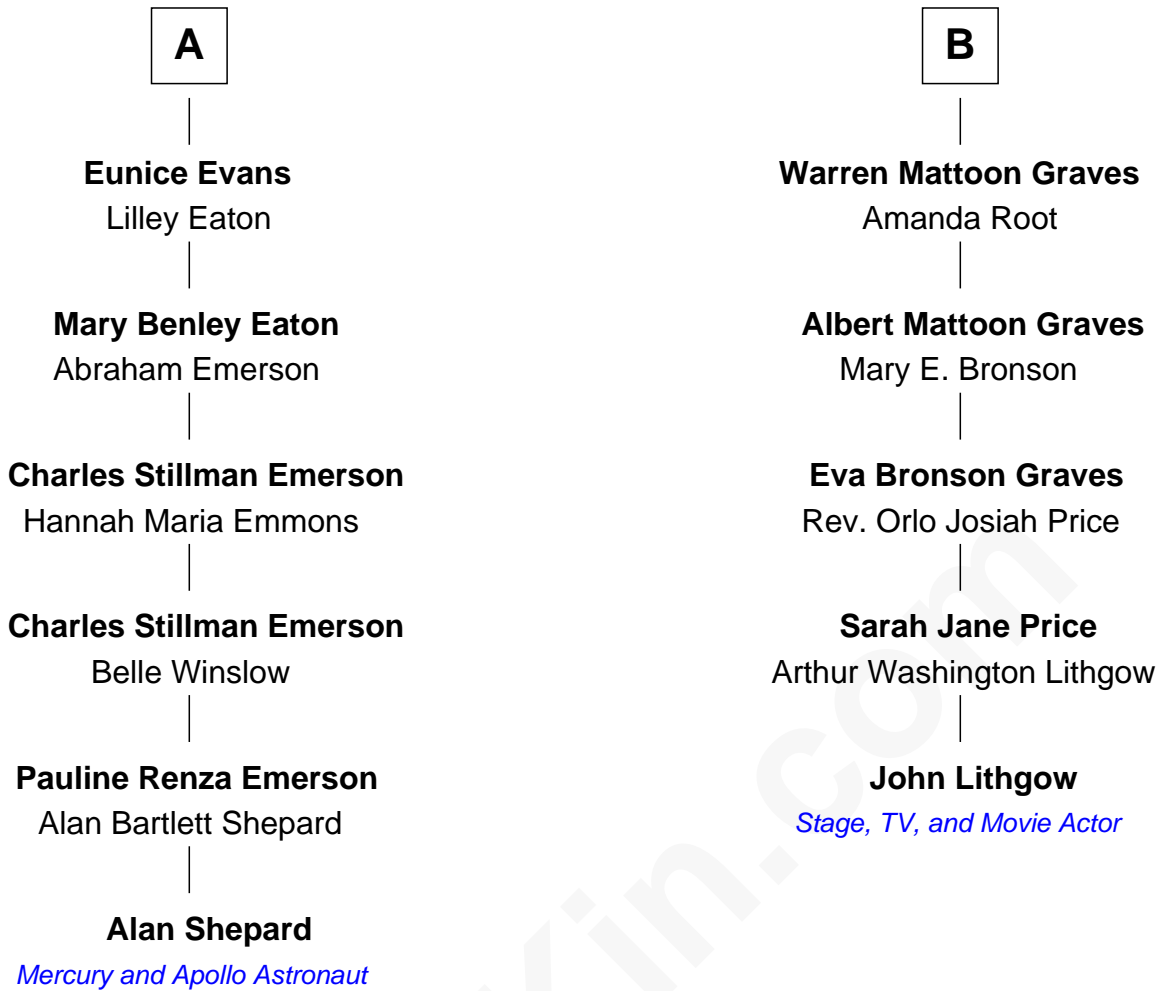 A
Eunice Evans
Lilley Eaton
Mary Benley Eaton
Abraham Emerson
Charles Stillman Emerson
Hannah Maria Emmons
Charles Stillman Emerson
Belle Winslow
Pauline Renza Emerson
Alan Bartlett Shepard
Alan Shepard
Mercury and Apollo Astronaut
B
Warren Mattoon Graves
Amanda Root
Albert Mattoon Graves
Mary E. Bronson
Eva Bronson Graves
Rev. Orlo Josiah Price
Sarah Jane Price
Arthur Washington Lithgow
John Lithgow
Stage, TV, and Movie Actor
Kin.com